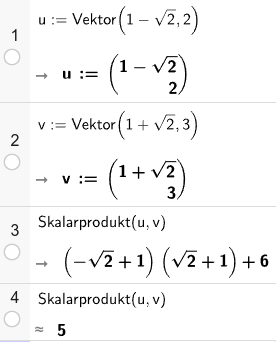 1 u := Vektor(1 − √2, 2)
→ u := (1 − √2
2)
2 v := Vektor(1 + √2, 3)
→ v := (1 + √2
3)
3 Skalarprodukt(u, v)
→ (−√2 + 1) (√2 + 1) + 6
4 Skalarprodukt(u, v)
≈ 5